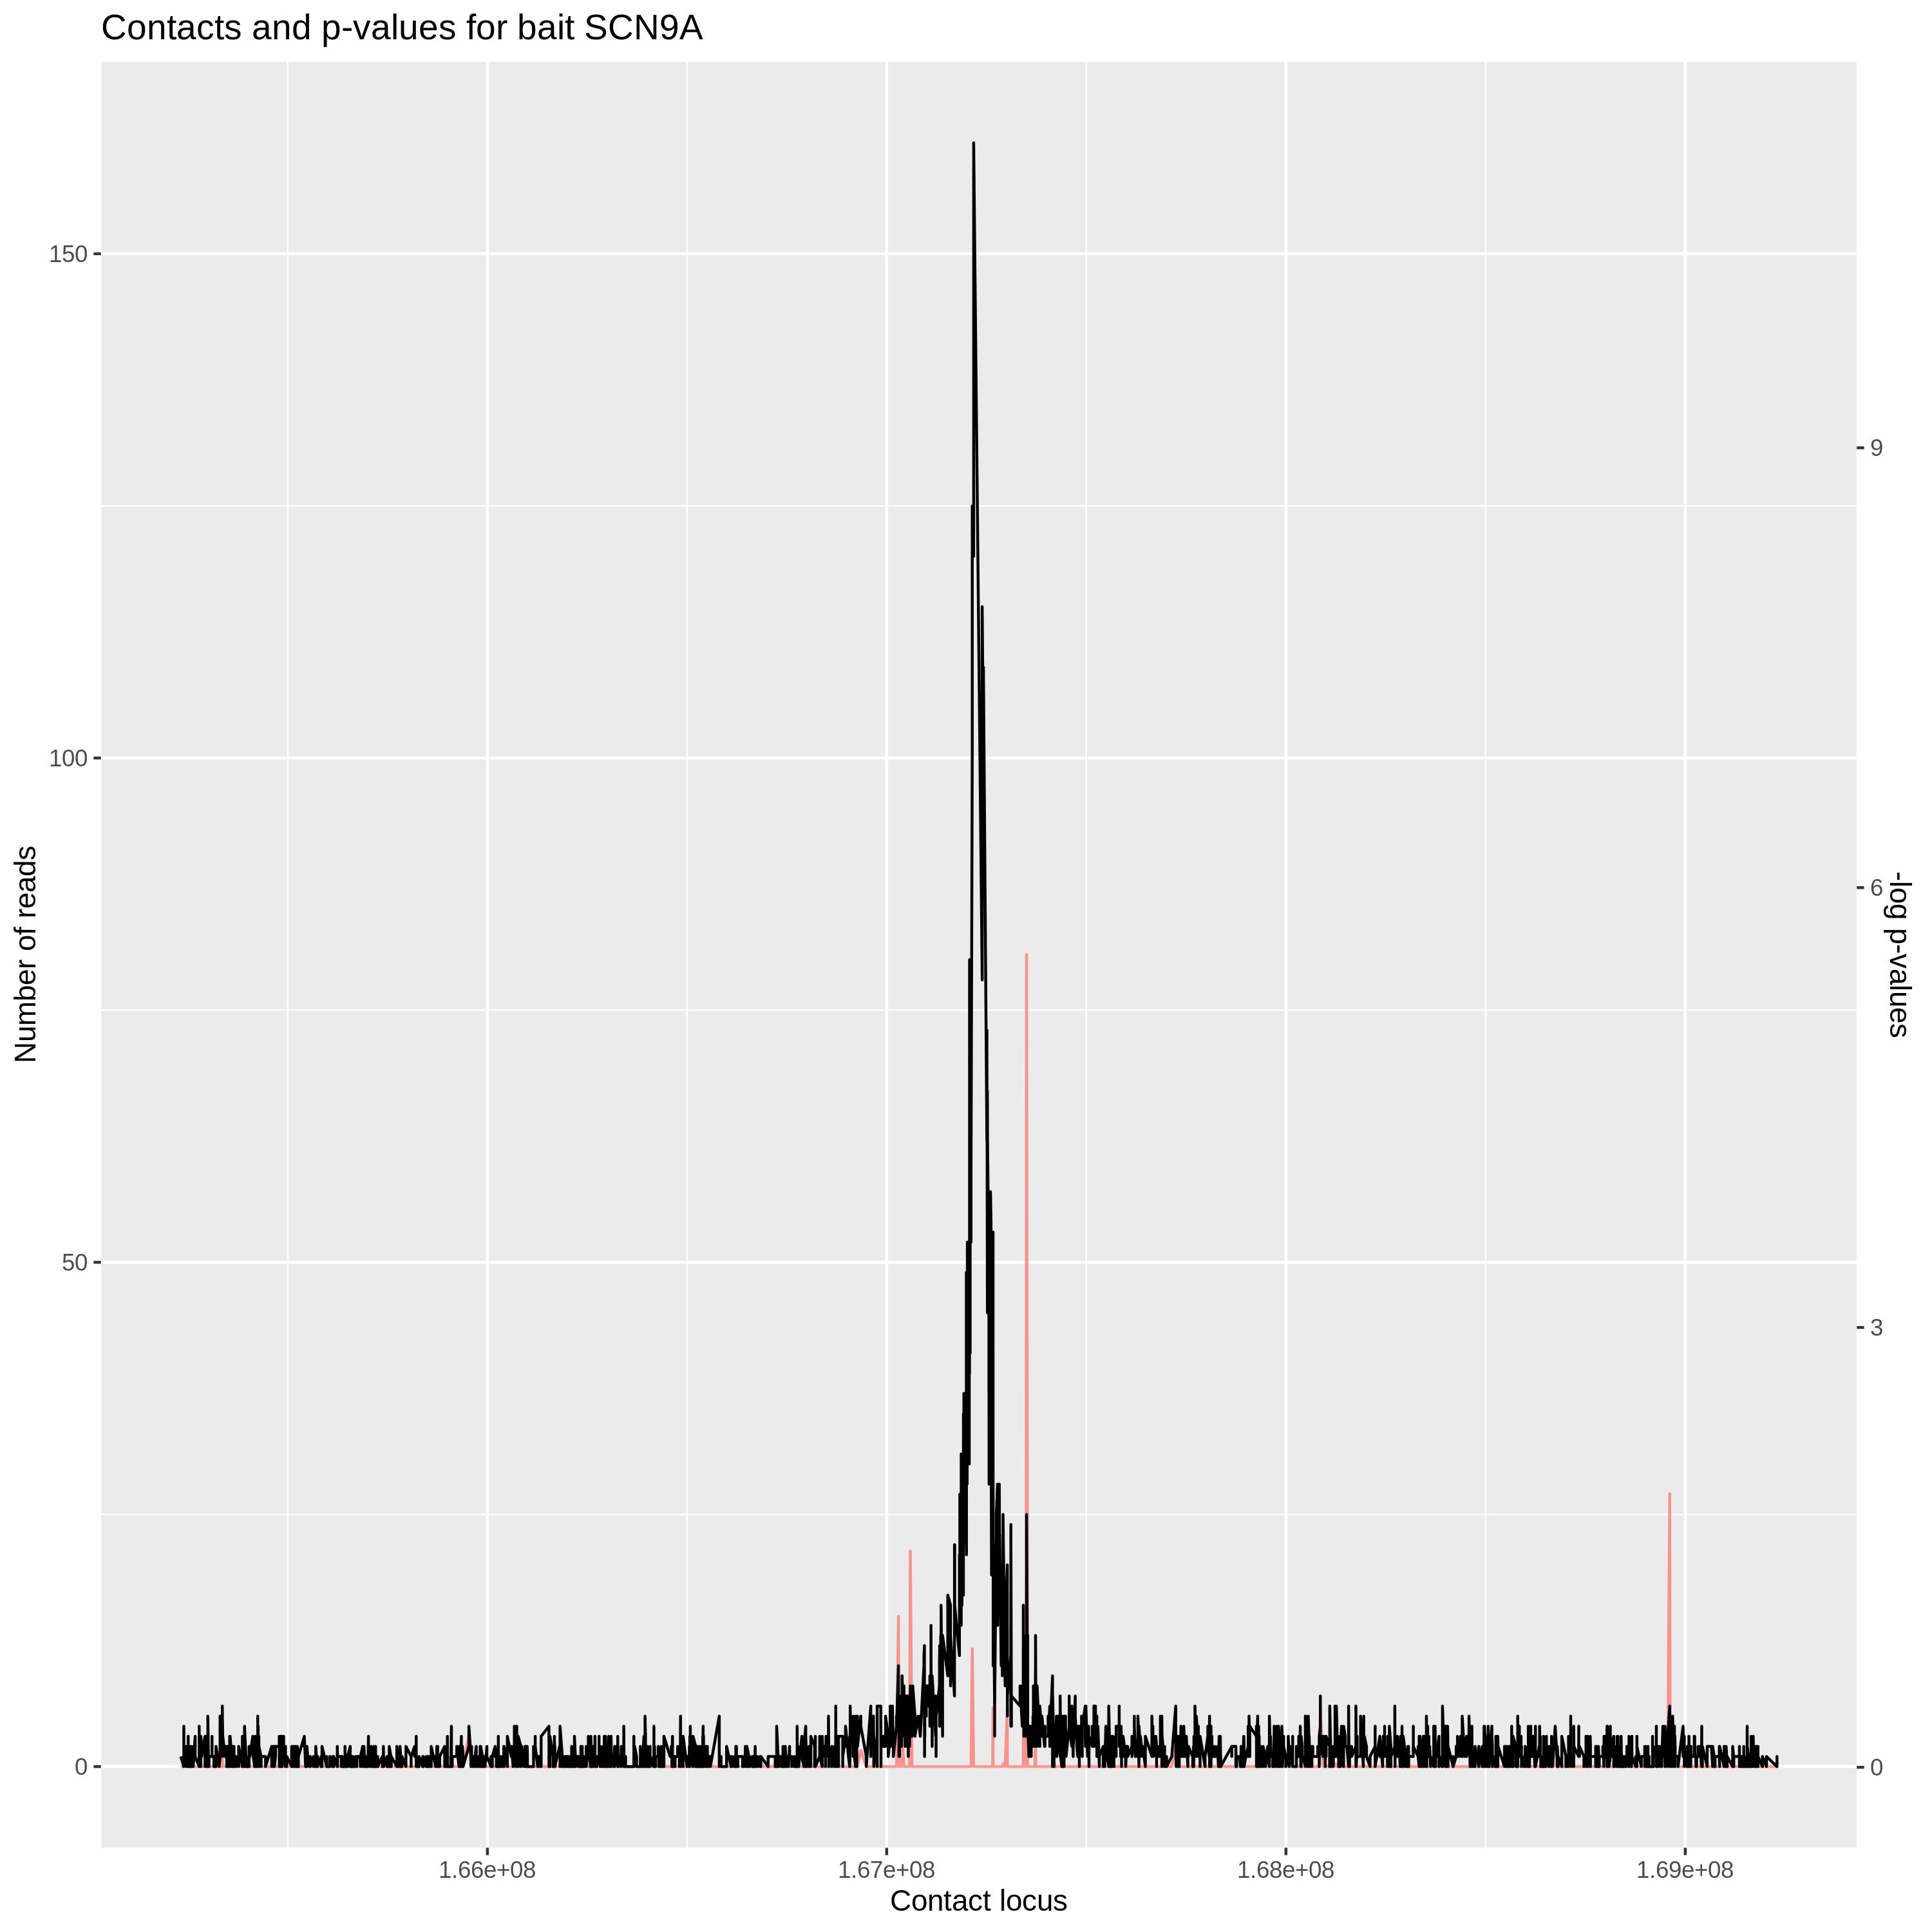 Contacts and p-values for bait SCN9A
Number of reads
150
100
50
0
9
6
3
0
-log p-values
1.66e+08
1.67e+08
1.68e+08
1.69e+08
Contact locus